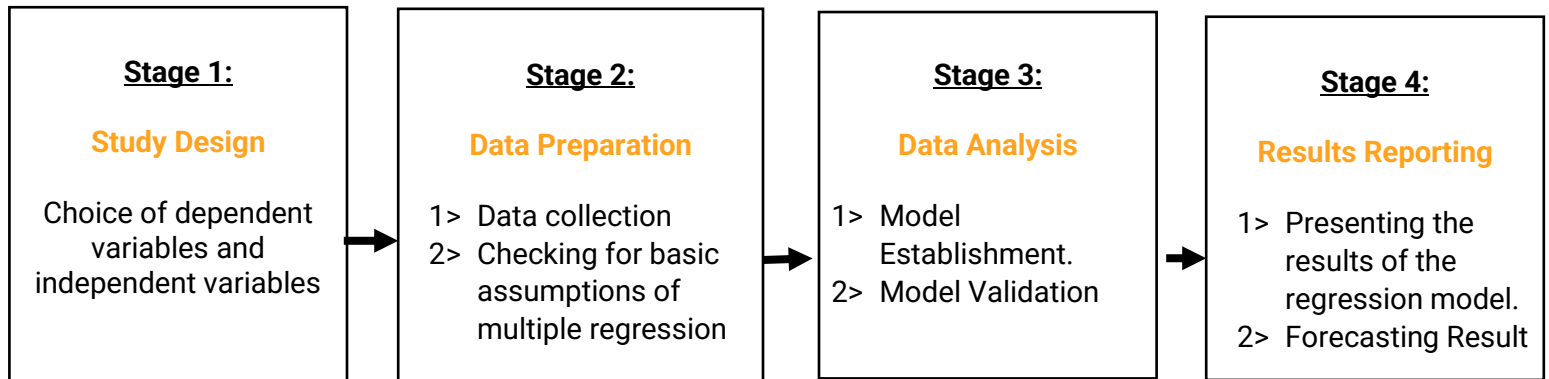 Stage 1:
Study Design
Choice of dependent
variables and
independent variables
Stage 2:
Data Preparation
1> Data collection
2> Checking for basic
assumptions of
multiple regression
Stage 3:
Data Analysis
1> Model
Establishment.
2> Model Validation
Stage 4:
Results Reporting
1> Presenting the
results of the
regression model.
2> Forecasting Result